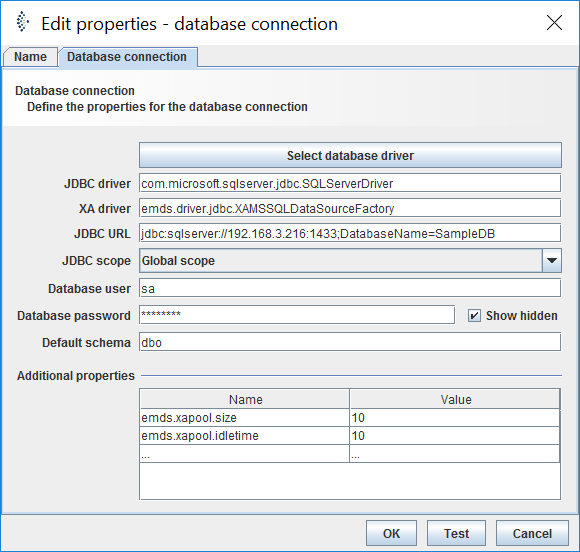 Edit properties - database connection
Name
Database connection
Database connection
Define the properties for the database connection
Select database driver
JDBC driver com.microsoft.sqlserver.jdbc.SQLServerDriver
XA driver emds.driver.jdbc.XAMSSQLDataSourceFactory
JDBC URL jdbc:sqlserver://192.168.3.216:1433;DatabaseName=SampleDB
JDBC scope Global scope
Database user sa
Database password ******** Show hidden
Default schema dbo
Additional properties
Name Value
emds.xapool.size 10
emds.xapool.idletime 10
... ...
OK Test Cancel